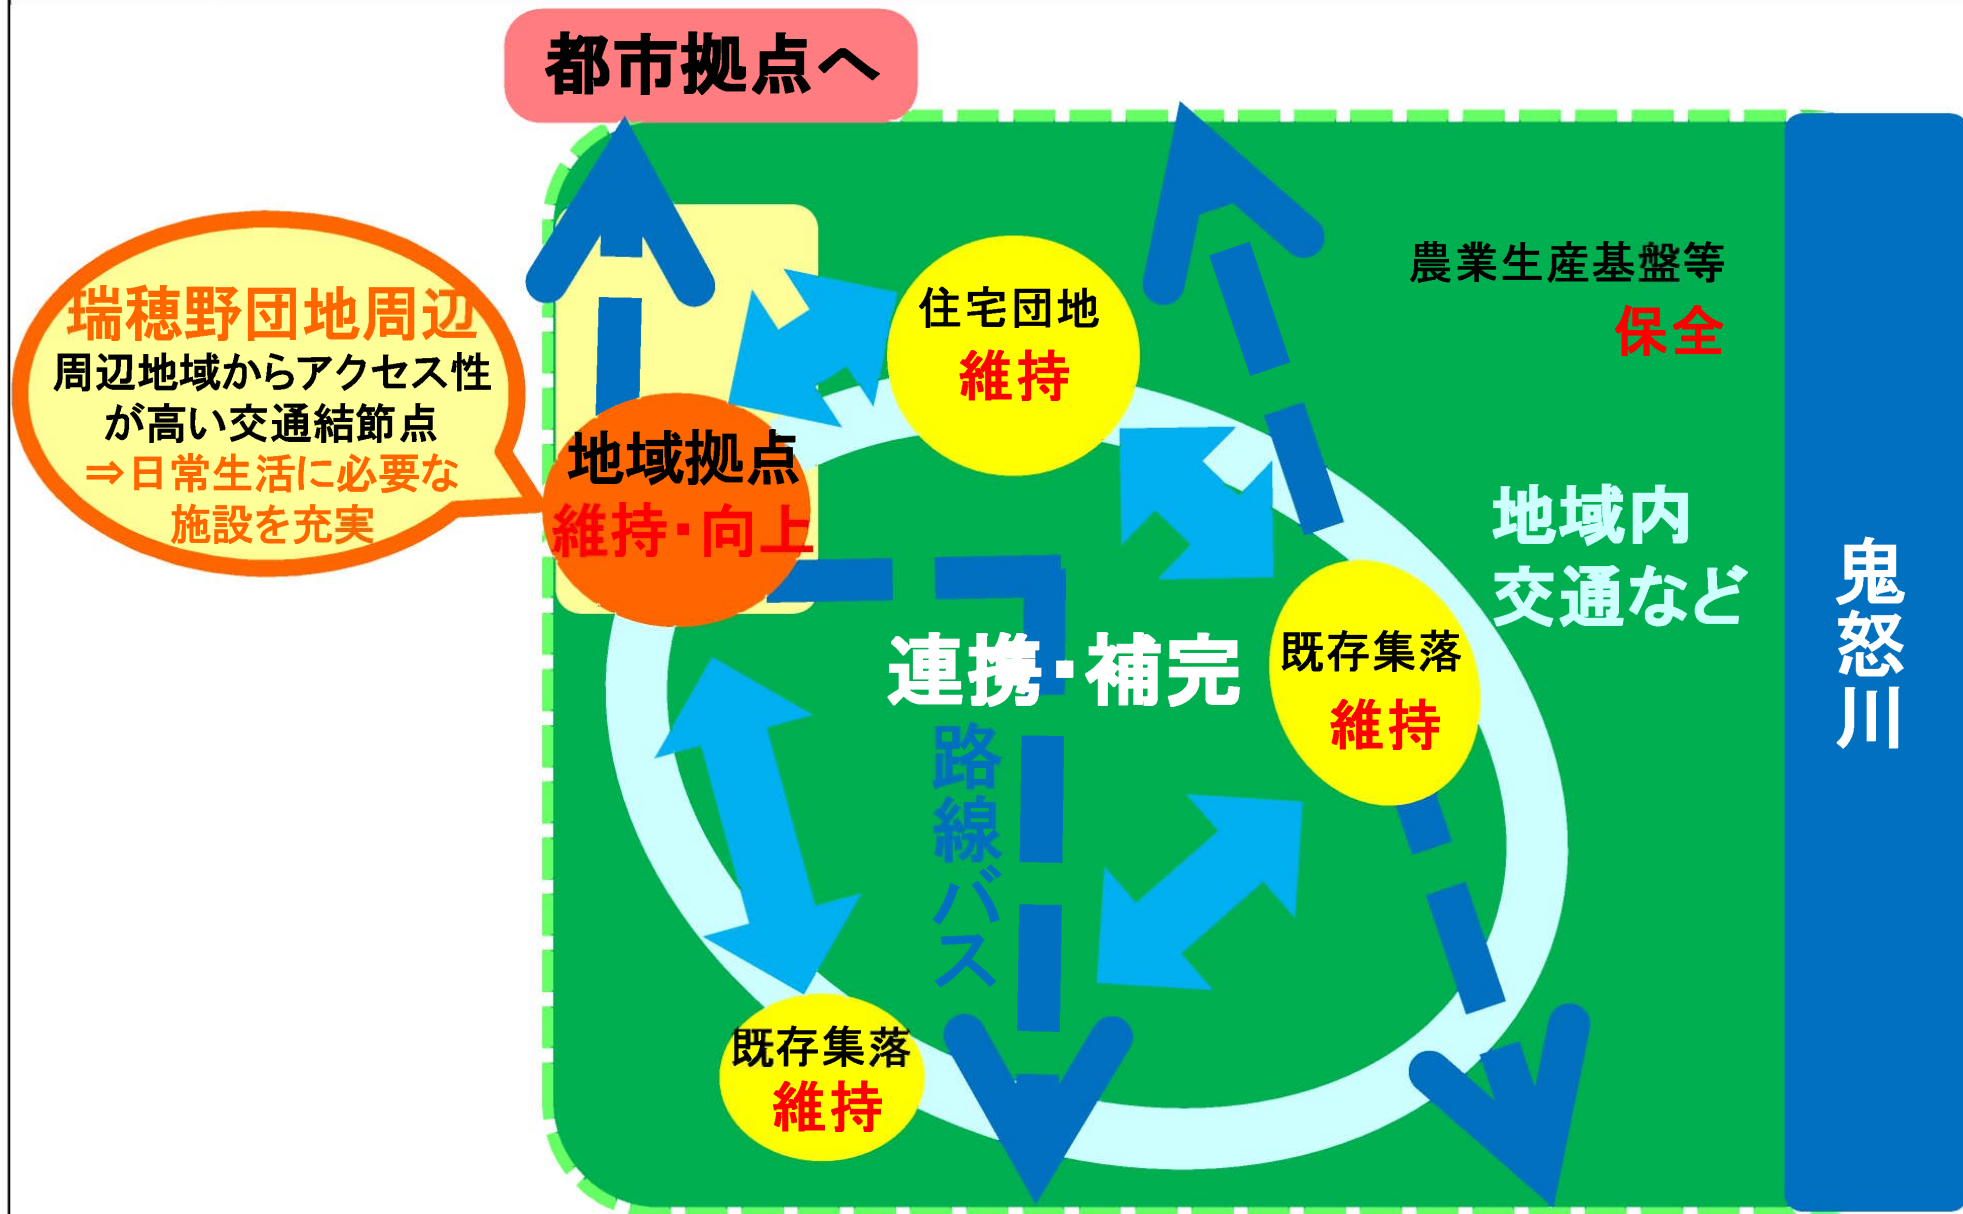 都市拠点へ
瑞穂野団地周辺
周辺地域からアクセス性
が高い交通結節点
⇒日常生活に必要な
施設を充実
地域拠点
維持・向上
住宅団地
維持
農業生産基盤等
保全
地域内
交通など
連携・補完
既存集落
維持
路線バス
既存集落
維持
鬼怒川